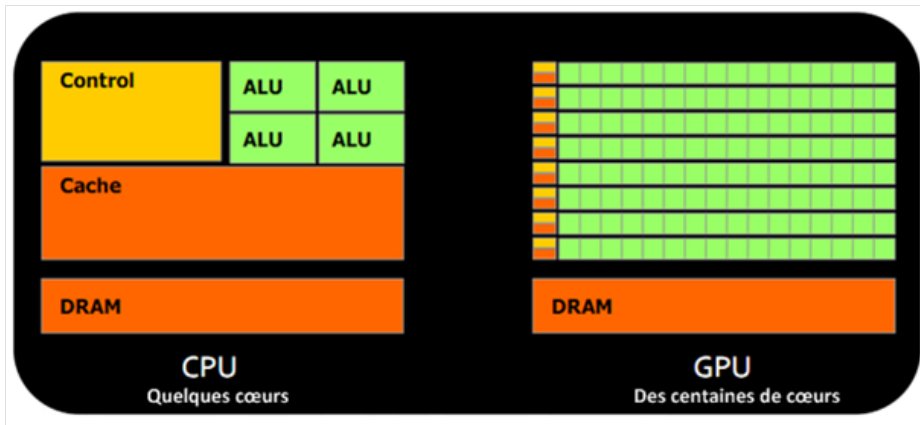 Control
ALU ALU
ALU ALU
Cache
DRAM
CPU
Quelques cœurs
DRAM
GPU
Des centaines de cœurs